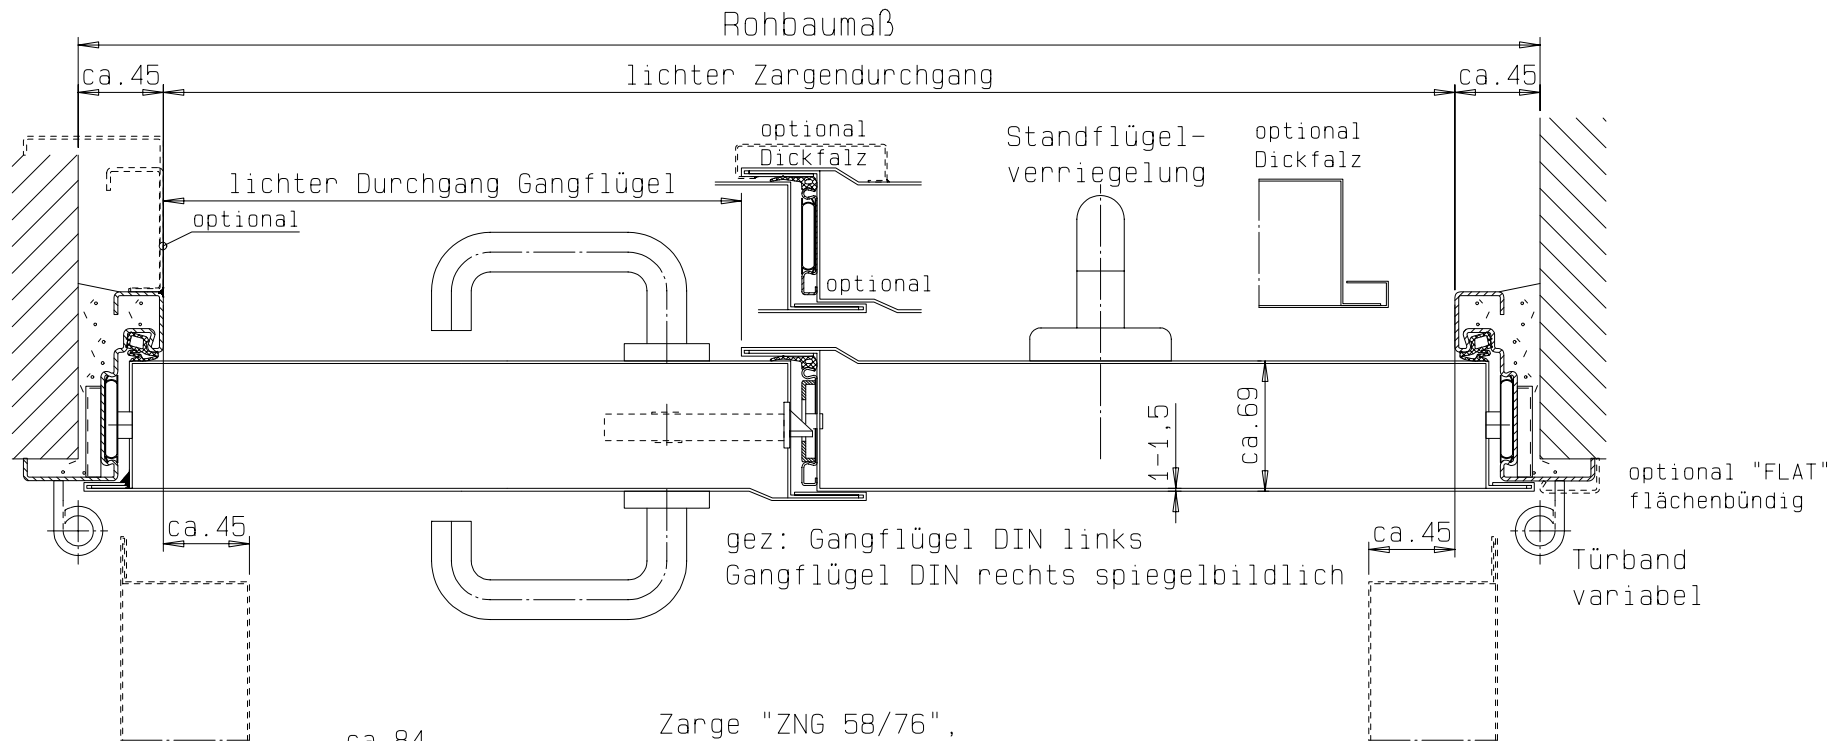 Rohbaumaß
ca.45
lichter Zargendurchgang
ca.45
optional
Dickfalz
Standflügel-
verriegelung
optional
Dickfalz
lichter Durchgang Gangflügel
optional
optional
1-1,5
ca.69
optional "FLAT"
flächenbündig
ca.45
gez: Gangflügel DIN links
Gangflügel DIN rechts spiegelbildlich
ca.45
Türband
variabel
Zarge "ZNG 58/76",
ca.84